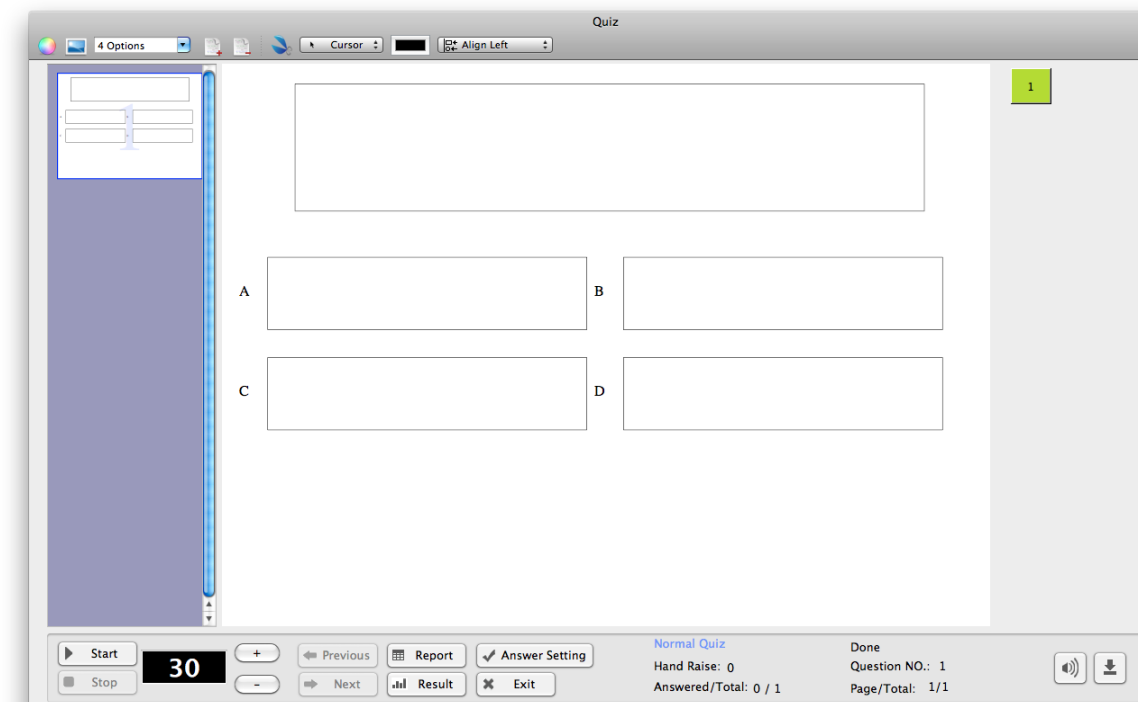 Quiz
4 Options Cursor Align Left
1
1
A B
C D
Start 30 + Previous Report Answer Setting
Stop - Next Result Exit
Normal Quiz
Hand Raise: 0
Answered/Total: 0 / 1
Done
Question NO.: 1
Page/Total: 1/1